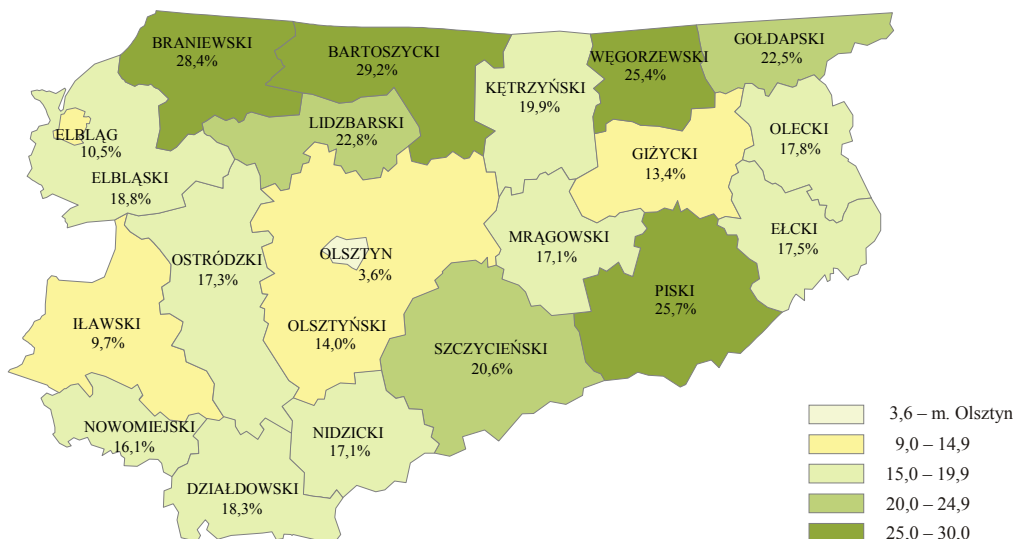 BRANIEWSKI
28,4%
BARTOSZYCKI
29,2%
WĘGORZEWSKI
25,4%
GOŁDAPSKI
22,5%
KĘTRZYŃSKI
19,9%
LIDZBARSKI
22,8%
ELBLĄG
10,5%
ELBLĄSKI
18,8%
GIŻYCKI
13,4%
OLECKI
17,8%
EŁCKI
17,5%
MRĄGOWSKI
17,1%
OSTRÓDZKI
17,3%
OLSZTYN
3,6%
PISKI
25,7%
IŁAWSKI
9,7%
OLSZTYŃSKI
14,0%
SZCZYCIEŃSKI
20,6%
NOWOMIEJSKI
16,1%
NIDZICKI
17,1%
DZIAŁDOWSKI
18,3%
3,6 – m. Olsztyn
9,0 – 14,9
15,0 – 19,9
20,0 – 24,9
25,0 – 30,0